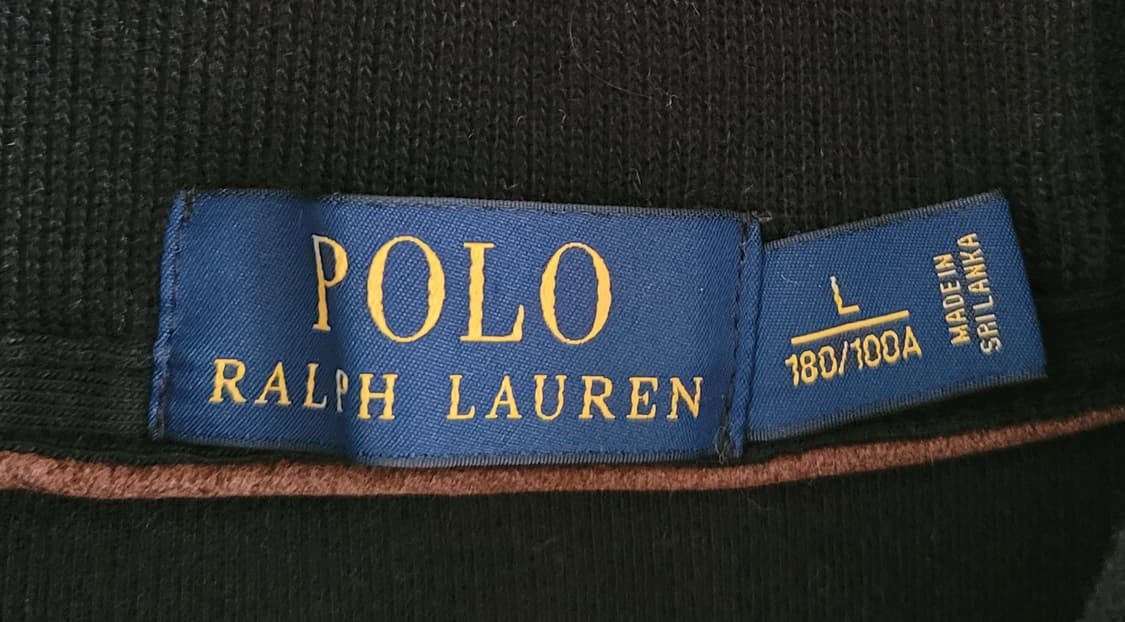 POLO
RALPH LAUREN
L
180/100A
MADE IN
SRI LANKA